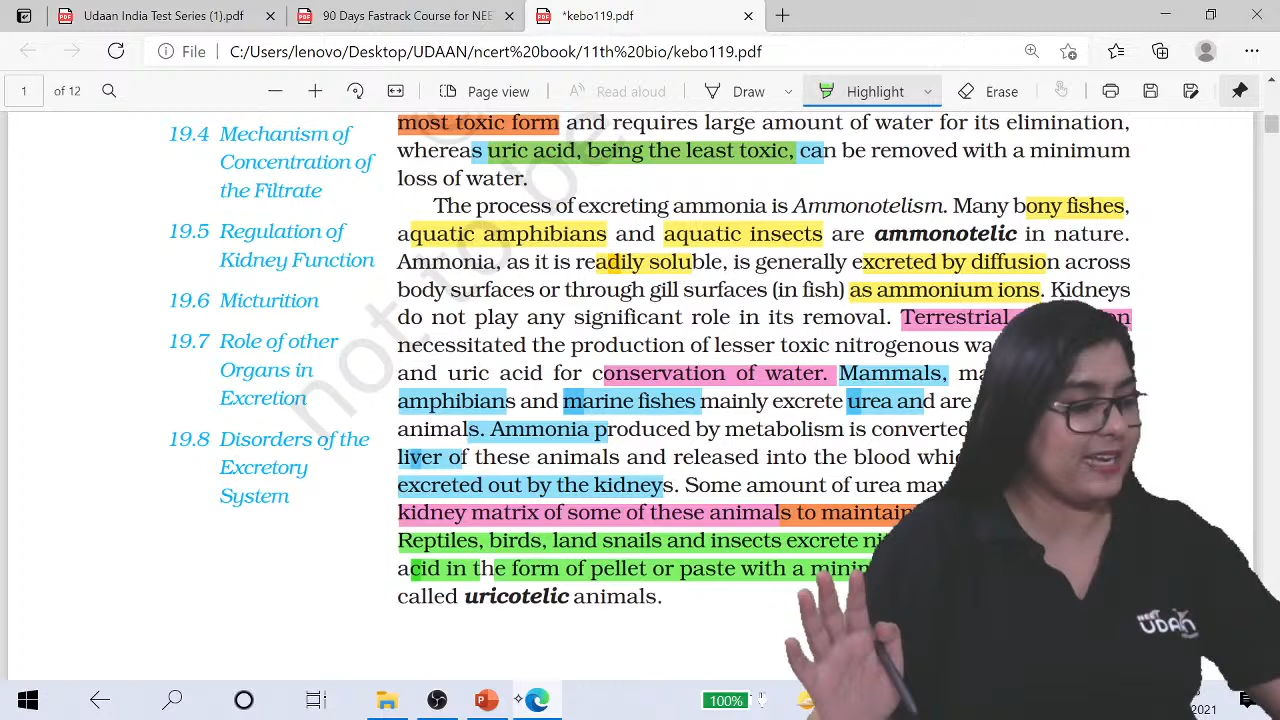 Udaan India Test Series (1).pdf
90 Days Fastrack Course for NEE
*kebo119.pdf
File
C:/Users/lenovo/Desktop/UDAAN/ncert%20book/11th%20bio/kebo119.pdf
1 of 12
Page view
Read aloud
Draw
Highlight
Erase
19.4 Mechanism of
Concentration of
the Filtrate
19.5 Regulation of
Kidney Function
19.6 Micturition
19.7 Role of other
Organs in
Excretion
19.8 Disorders of the
Excretory
System
most toxic form and requires large amount of water for its elimination,
whereas uric acid, being the least toxic, can be removed with a minimum
loss of water.
The process of excreting ammonia is Ammonotelism. Many bony fishes,
aquatic amphibians and aquatic insects are ammonotelic in nature.
Ammonia, as it is readily soluble, is generally excreted by diffusion across
body surfaces or through gill surfaces (in fish) as ammonium ions. Kidneys
do not play any significant role in its removal. Terrestrial
necessitated the production of lesser toxic nitrogenous
and uric acid for conservation of water. Mammals,
amphibians and marine fishes mainly excrete urea and are
animals. Ammonia produced by metabolism is converted
liver of these animals and released into the blood
excreted out by the kidneys. Some amount of urea may
kidney matrix of some of these animals to maintain
Reptiles, birds, land snails and insects excrete
acid in the form of pellet or paste with a
called uricotelic animals.
not to be
NEET
UDAAN
100%
2021